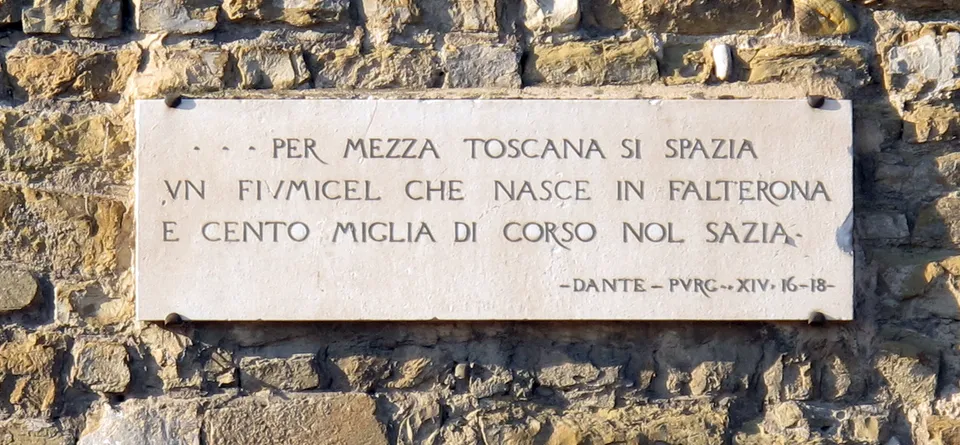 . . . PER MEZZA TOSCANA SI SPAZIA
VN FIVMICEL CHE NASCE IN FALTERONA
E CENTO MIGLIA DI CORSO NOL SAZIA.
-DANTE - PVRG. XIV. 16-18-